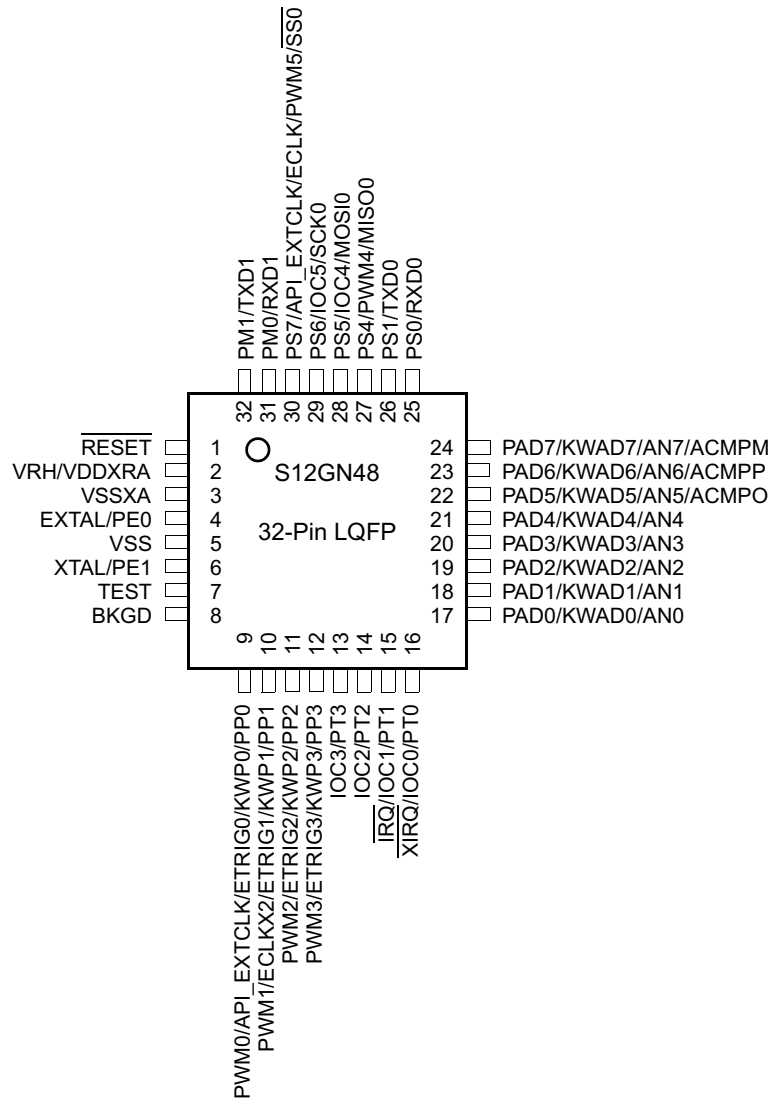 PM1/TXD1
PM0/RXD1
PS7/API_EXTCLK/ECLK/PWM5/SS0
PS6/IOC5/SCK0
PS5/IOC4/MOSI0
PS4/PWM4/MISO0
PS1/TXD0
PS0/RXD0
32
31
30
29
28
27
26
25
RESET
VRH/VDDXRA
VSSXA
EXTAL/PE0
VSS
XTAL/PE1
TEST
BKGD
1
2
3
4
5
6
7
8
S12GN48
32-Pin LQFP
24
23
22
21
20
19
18
17
PAD7/KWAD7/AN7/ACMPM
PAD6/KWAD6/AN6/ACMPP
PAD5/KWAD5/AN5/ACMPO
PAD4/KWAD4/AN4
PAD3/KWAD3/AN3
PAD2/KWAD2/AN2
PAD1/KWAD1/AN1
PAD0/KWAD0/AN0
9
10
11
12
13
14
15
16
PWM0/API_EXTCLK/ETRIG0/KWP0/PP0
PWM1/ECLKX2/ETRIG1/KWP1/PP1
PWM2/ETRIG2/KWP2/PP2
PWM3/ETRIG3/KWP3/PP3
IOC3/PT3
IOC2/PT2
IRQ/IOC1/PT1
XIRQ/IOC0/PT0